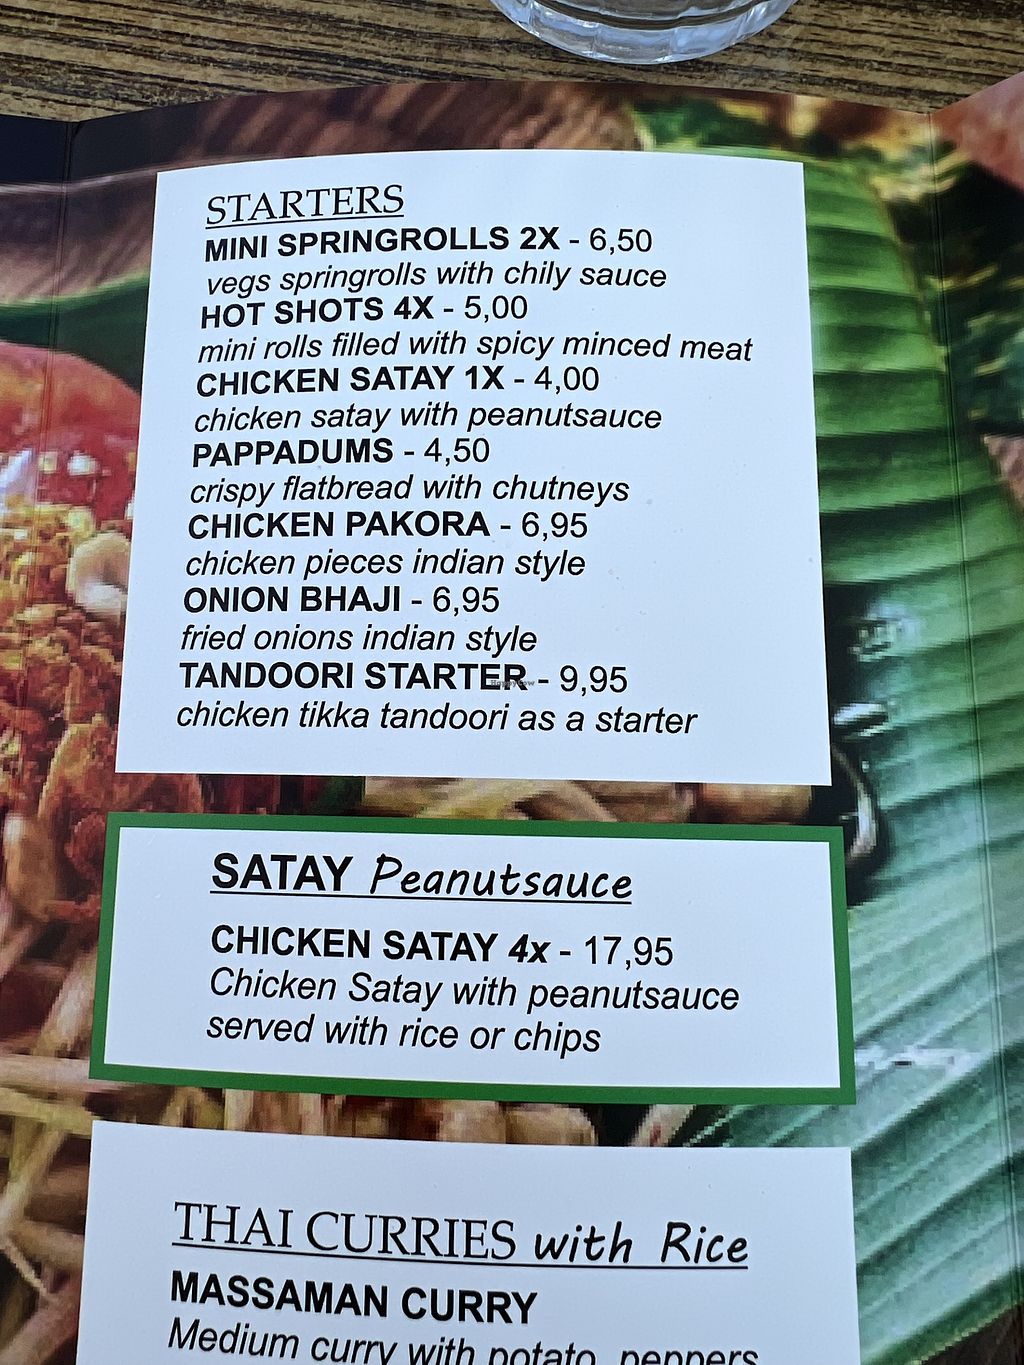 STARTERS
MINI SPRINGROLLS 2X - 6,50
vegs springrolls with chily sauce
HOT SHOTS 4X - 5,00
mini rolls filled with spicy minced meat
CHICKEN SATAY 1X - 4,00
chicken satay with peanutsauce
PAPPADUMS - 4,50
crispy flatbread with chutneys
CHICKEN PAKORA - 6,95
chicken pieces indian style
ONION BHAJI - 6,95
fried onions indian style
TANDOORI STARTER - 9,95
HappyCow
chicken tikka tandoori as a starter
SATAY Peanutsauce
CHICKEN SATAY 4x - 17,95
Chicken Satay with peanutsauce
served with rice or chips
THAI CURRIES with Rice
MASSAMAN CURRY
Medium curry with potato, peppers